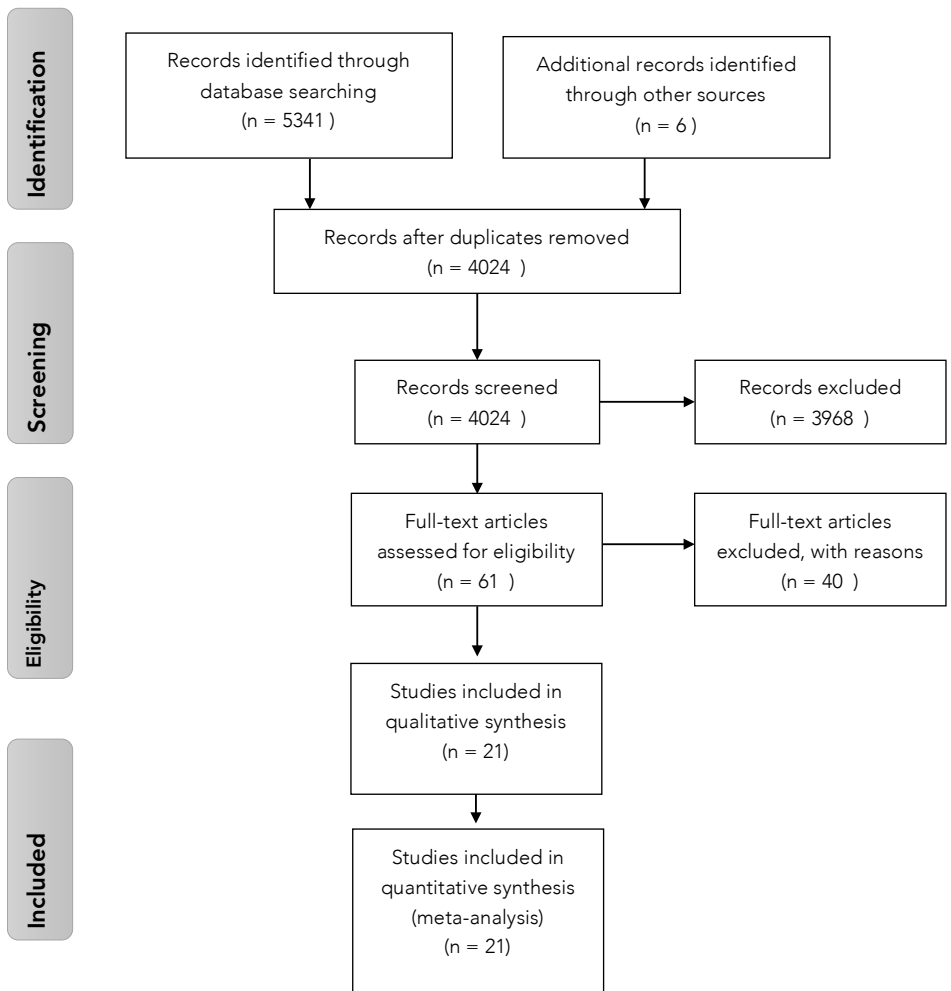 Identification
Records identified through
database searching
(n = 5341 )
Additional records identified
through other sources
(n = 6 )
Records after duplicates removed
(n = 4024  )
Screening
Records screened
(n = 4024  )
Records excluded
(n = 3968  )
Eligibility
Full-text articles
assessed for eligibility
(n = 61  )
Full-text articles
excluded, with reasons
(n = 40  )
Studies included in
qualitative synthesis
(n = 21)
Included
Studies included in
quantitative synthesis
(meta-analysis)
(n = 21)